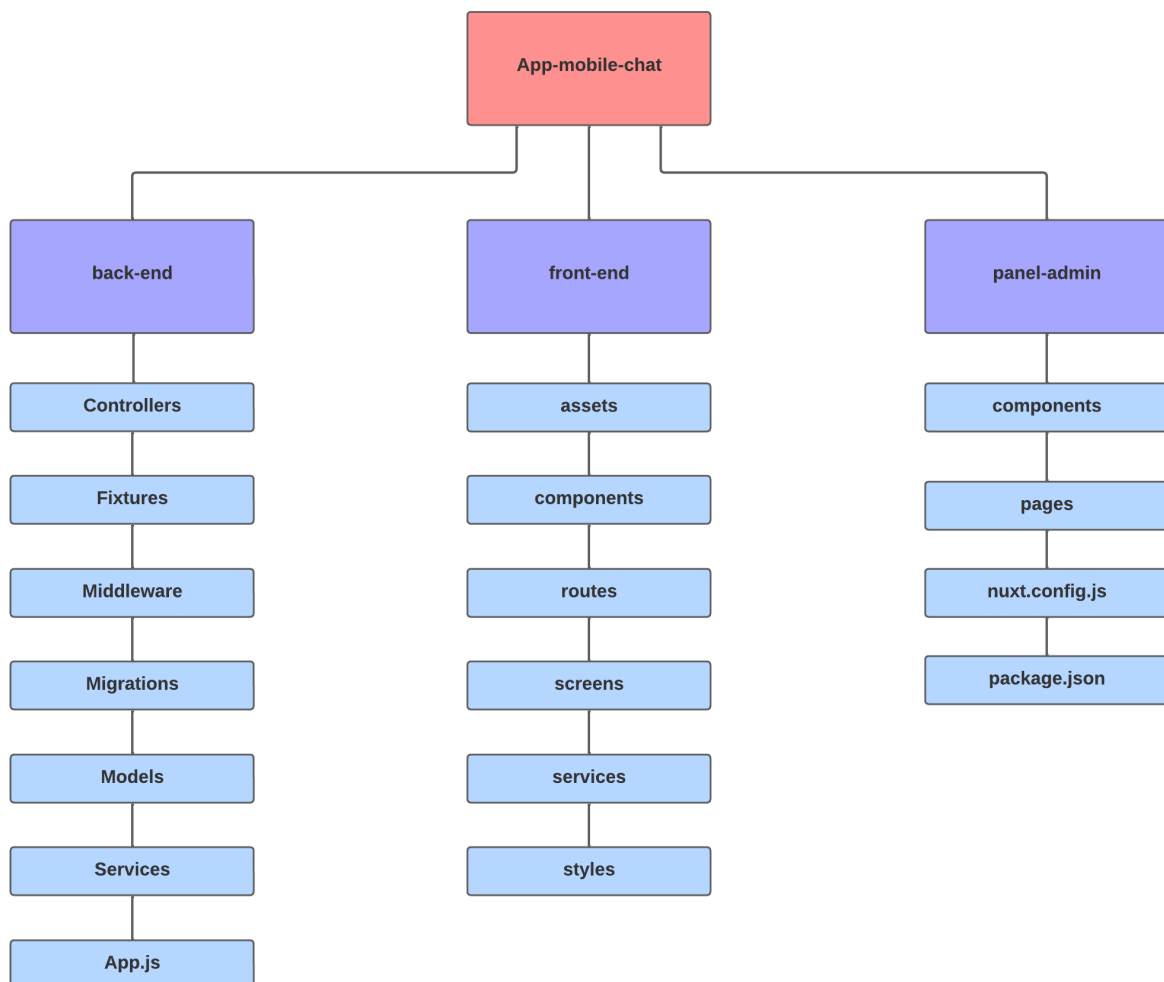 App-mobile-chat
back-end
Controllers
Fixtures
Middleware
Migrations
Models
Services
App.js
front-end
assets
components
routes
screens
services
styles
panel-admin
components
pages
nuxt.config.js
package.json